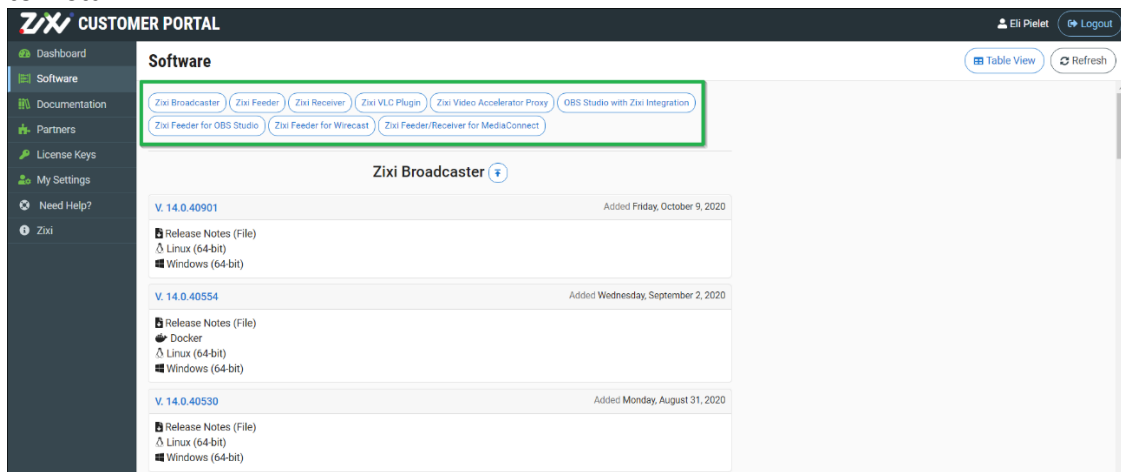 ZiXi CUSTOMER PORTAL
Eli Pielet
Logout
Dashboard
Software
Documentation
Partners
License Keys
My Settings
Need Help?
Zixi
Software
Table View
Refresh
Zixi Broadcaster Zixi Feeder Zixi Receiver Zixi VLC Plugin Zixi Video Accelerator Proxy OBS Studio with Zixi Integration
Zixi Feeder for OBS Studio Zixi Feeder for Wirecast Zixi Feeder/Receiver for MediaConnect
Zixi Broadcaster
V. 14.0.40901 Added Friday, October 9, 2020
Release Notes (File)
Linux (64-bit)
Windows (64-bit)
V. 14.0.40554 Added Wednesday, September 2, 2020
Release Notes (File)
Docker
Linux (64-bit)
Windows (64-bit)
V. 14.0.40530 Added Monday, August 31, 2020
Release Notes (File)
Linux (64-bit)
Windows (64-bit)